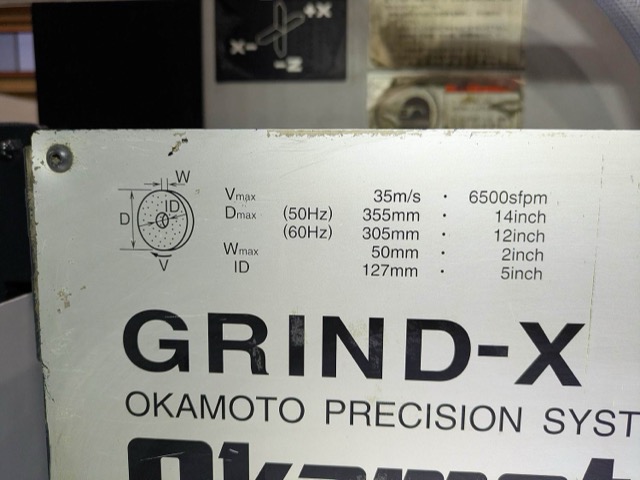 +X
X-
-Z
W
ID
D
V
Vmax 35m/s · 6500sfpm
Dmax (50Hz) 355mm · 14inch
(60Hz) 305mm · 12inch
Wmax 50mm · 2inch
ID 127mm · 5inch
GRIND-X
OKAMOTO PRECISION SYST
Okamot